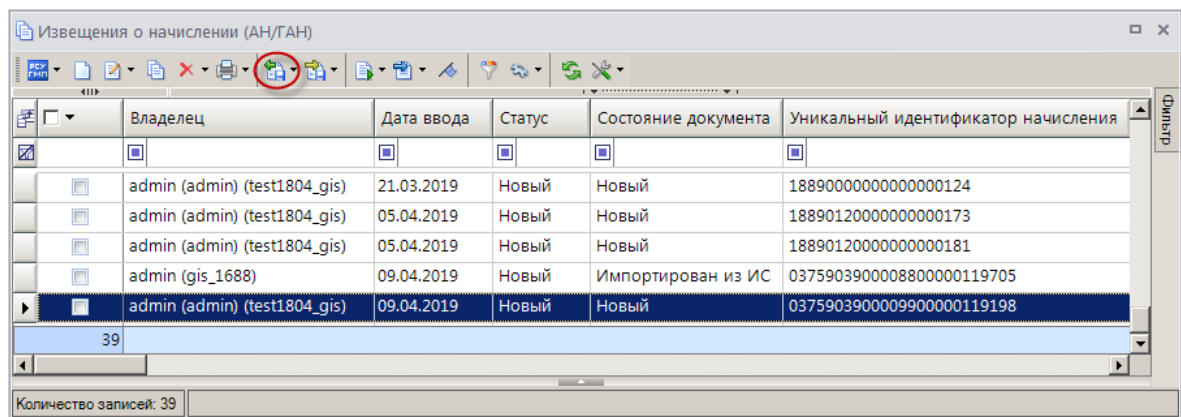 Извещения о начислении (АН/ГАН)
РСУ ГМП
Владелец Дата ввода Статус Состояние документа Уникальный идентификатор начисления
Фильтр
admin (admin) (test1804_gis) 21.03.2019 Новый Новый 18890000000000000124
admin (admin) (test1804_gis) 05.04.2019 Новый Новый 18890120000000000173
admin (admin) (test1804_gis) 05.04.2019 Новый Новый 18890120000000000181
admin (gis_1688) 09.04.2019 Новый Импортирован из ИС 0375903900008800000119705
admin (admin) (test1804_gis) 09.04.2019 Новый Новый 0375903900009900000119198
39
Количество записей: 39